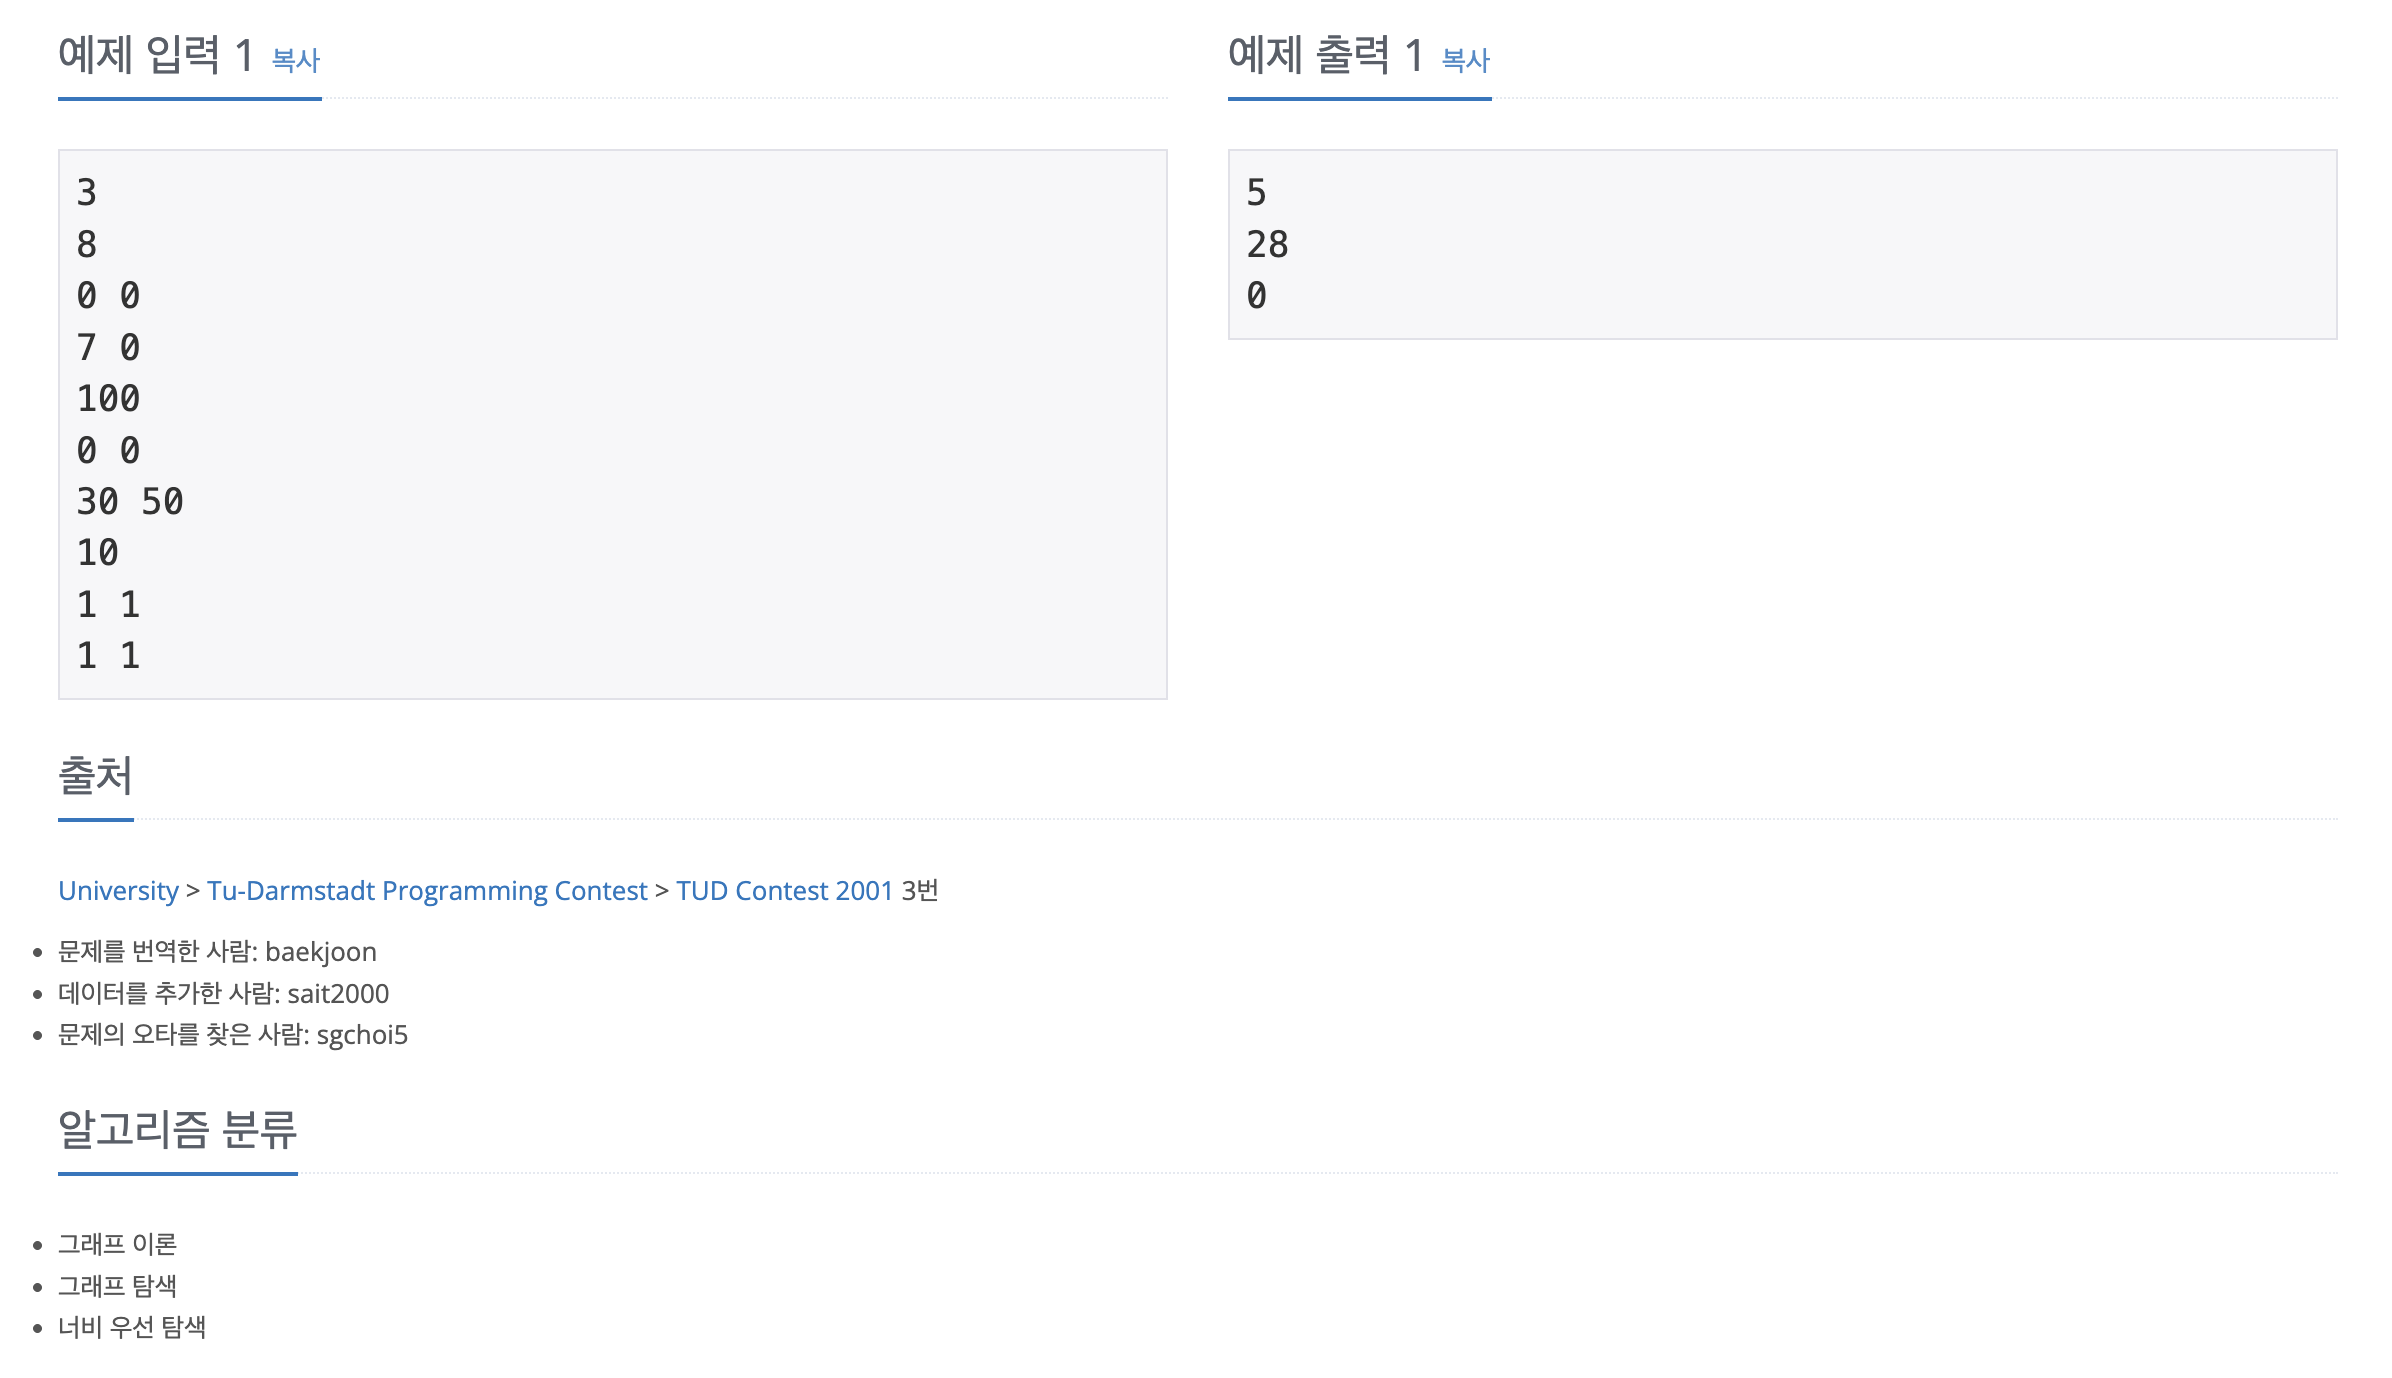 예제 입력 1 복사
3
8
0 0
7 0
100
0 0
30 50
10
1 1
1 1
예제 출력 1 복사
5
28
0
출처
University > Tu-Darmstadt Programming Contest > TUD Contest 2001 3번
문제를 번역한 사람: baekjoon
데이터를 추가한 사람: sait2000
문제의 오타를 찾은 사람: sgchoi5
알고리즘 분류
그래프 이론
그래프 탐색
너비 우선 탐색